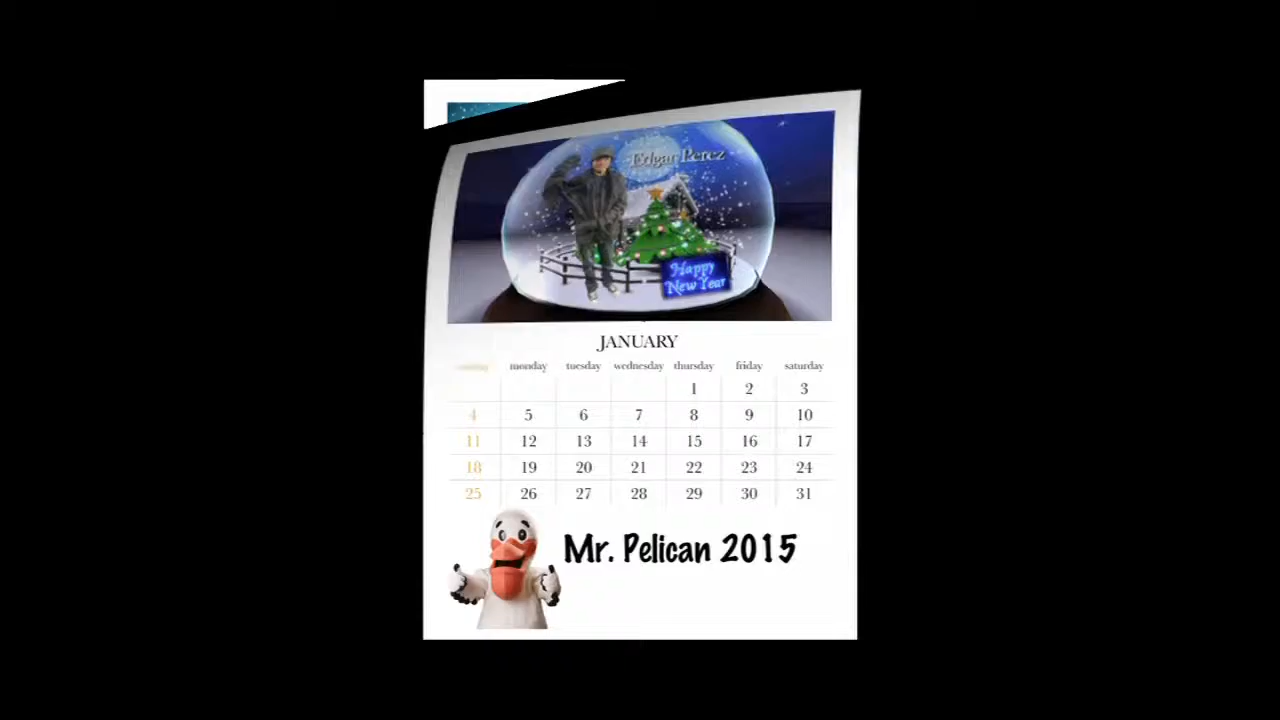 Edgar Perez
Happy
New Year
JANUARY
monday tuesday wednesday thursday friday saturday
1 2 3
4 5 6 7 8 9 10
11 12 13 14 15 16 17
18 19 20 21 22 23 24
25 26 27 28 29 30 31
Mr. Pelican 2015